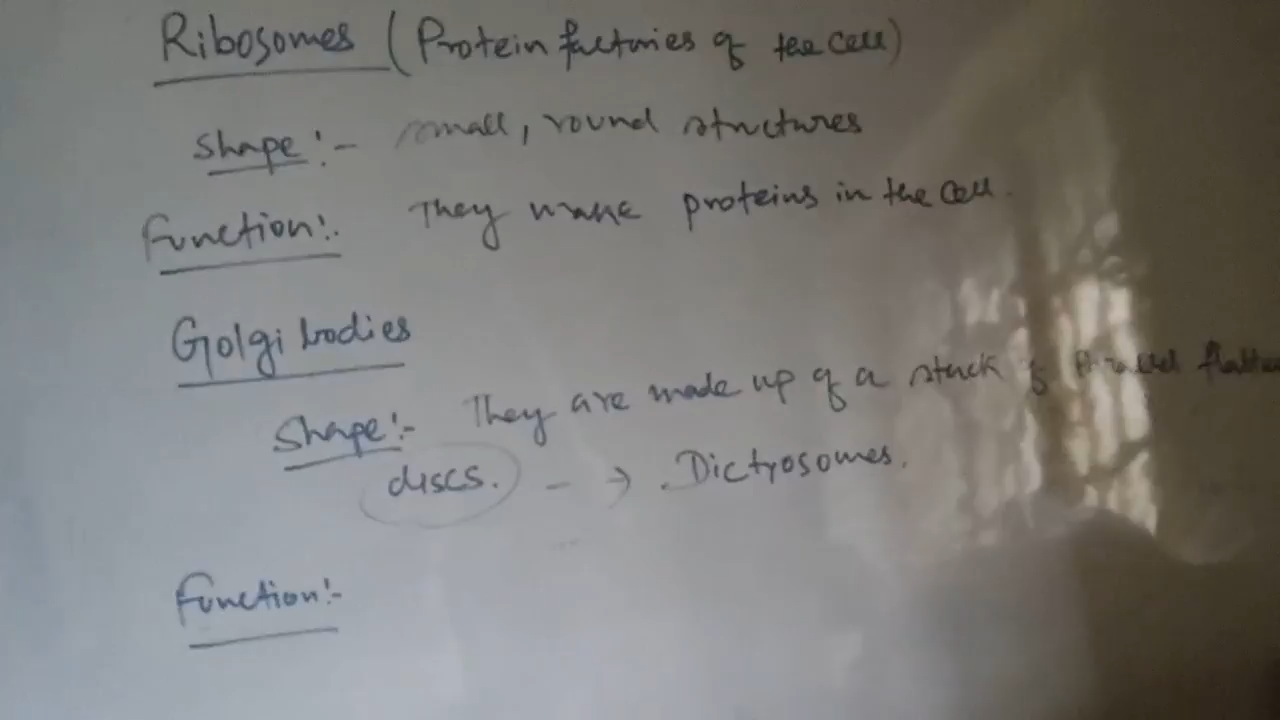 Ribosomes (Protein factories of the cell)
Shape:- small, round structures
Function:. They make proteins in the cell.
Golgi bodies
Shape:- They are made up of a stack of Parallel
discs. - → Dictyosomes.
Function:-